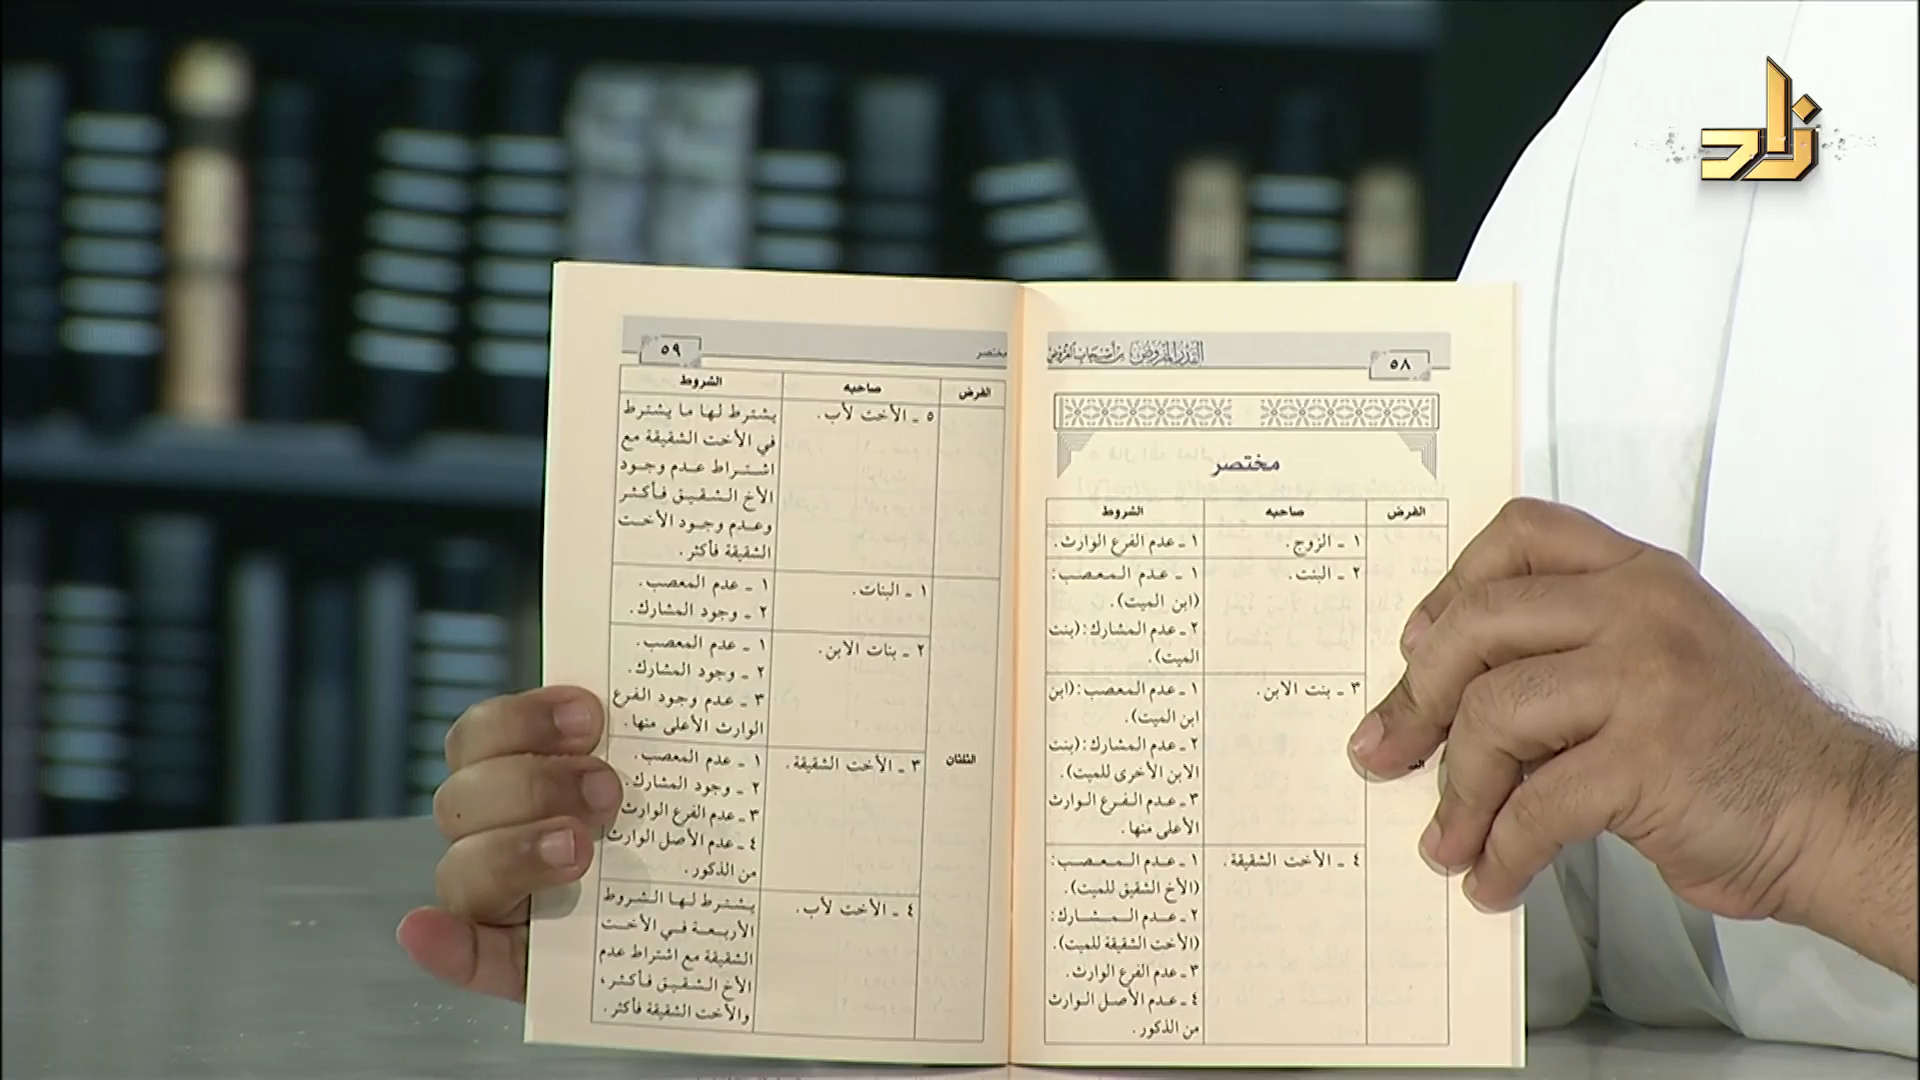 زاد
٥٨
القدر المفروض من أصحاب الفروض
مختصر
الفرض
صاحبه
الشروط
١ ـ الزوج.
١ ـ عدم الفرع الوارث.
٢ ـ البنت.
١ ـ عدم المعصب:
(ابن الميت).
٢ ـ عدم المشارك: (بنت
الميت).
٣ ـ بنت الابن.
١ ـ عدم المعصب: (ابن
ابن الميت).
٢ ـ عدم المشارك: (بنت
الابن الأخرى للميت).
٣ ـ عدم الفرع الوارث
الأعلى منها.
٤ ـ الأخت الشقيقة.
١ ـ عدم المعصب:
(الأخ الشقيق للميت).
٢ ـ عدم المشارك:
(الأخت الشقيقة للميت).
٣ ـ عدم الفرع الوارث.
٤ ـ عدم الأصل الوارث
من الذكور.
مختصر
٥٩
الفرض
صاحبه
الشروط
٥ ـ الأخت لأب.
يشترط لها ما يشترط
في الأخت الشقيقة مع
اشتراط عدم وجود
الأخ الشقيق فأكثر
وعدم وجود الأخت
الشقيقة فأكثر.
الثلثان
١ ـ البنات.
١ ـ عدم المعصب.
٢ ـ وجود المشارك.
٢ ـ بنات الابن.
١ ـ عدم المعصب.
٢ ـ وجود المشارك.
٣ ـ عدم وجود الفرع
الوارث الأعلى منها.
٣ ـ الأخت الشقيقة.
١ ـ عدم المعصب.
٢ ـ وجود المشارك.
٣ ـ عدم الفرع الوارث
٤ ـ عدم الأصل الوارث
من الذكور.
٤ ـ الأخت لأب.
يشترط لها الشروط
الأربعة في الأخت
الشقيقة مع اشتراط عدم
الأخ الشقيق فأكثر،
والأخت الشقيقة فأكثر.